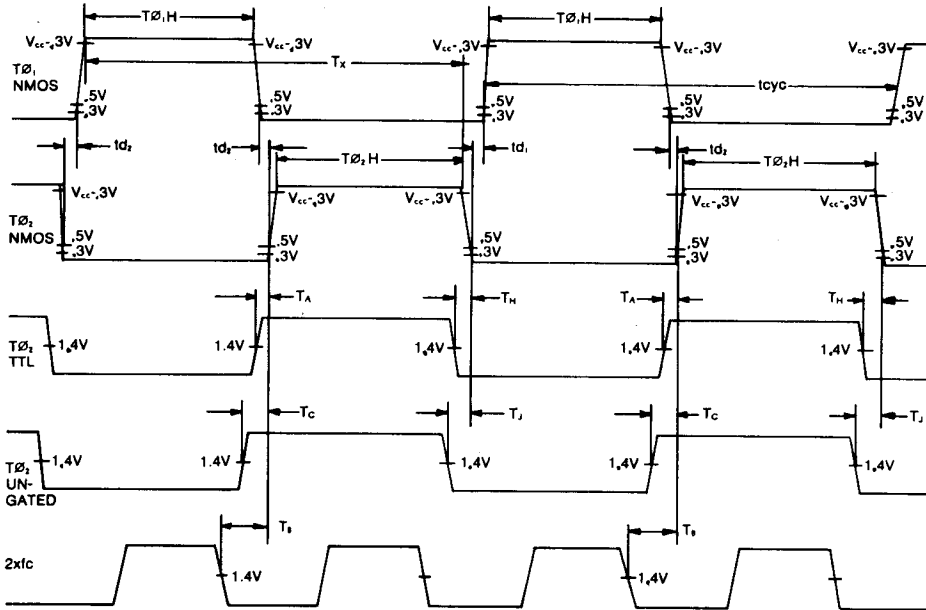 TØ₁H TØ₁H
Vcc-.3V Vcc-.3V Vcc-.3V Vcc-.3V Vcc-.3V
TX
TØ₁
NMOS
tcyc
.5V .5V .5V .5V .5V
.3V .3V .3V .3V .3V
td₂ td₂ td₁ td₂
TØ₂H TØ₂H
Vcc-.3V Vcc-.3V Vcc-.3V Vcc-.3V Vcc-.3V
TØ₂
NMOS
.5V .5V .5V .5V .5V
.3V .3V .3V .3V .3V
TA TH TA TH
TØ₂
TTL
1.4V 1.4V 1.4V 1.4V 1.4V
TC TJ TC TJ
TØ₂
UN-
GATED
1.4V 1.4V 1.4V 1.4V 1.4V
2xfc
1.4V 1.4V